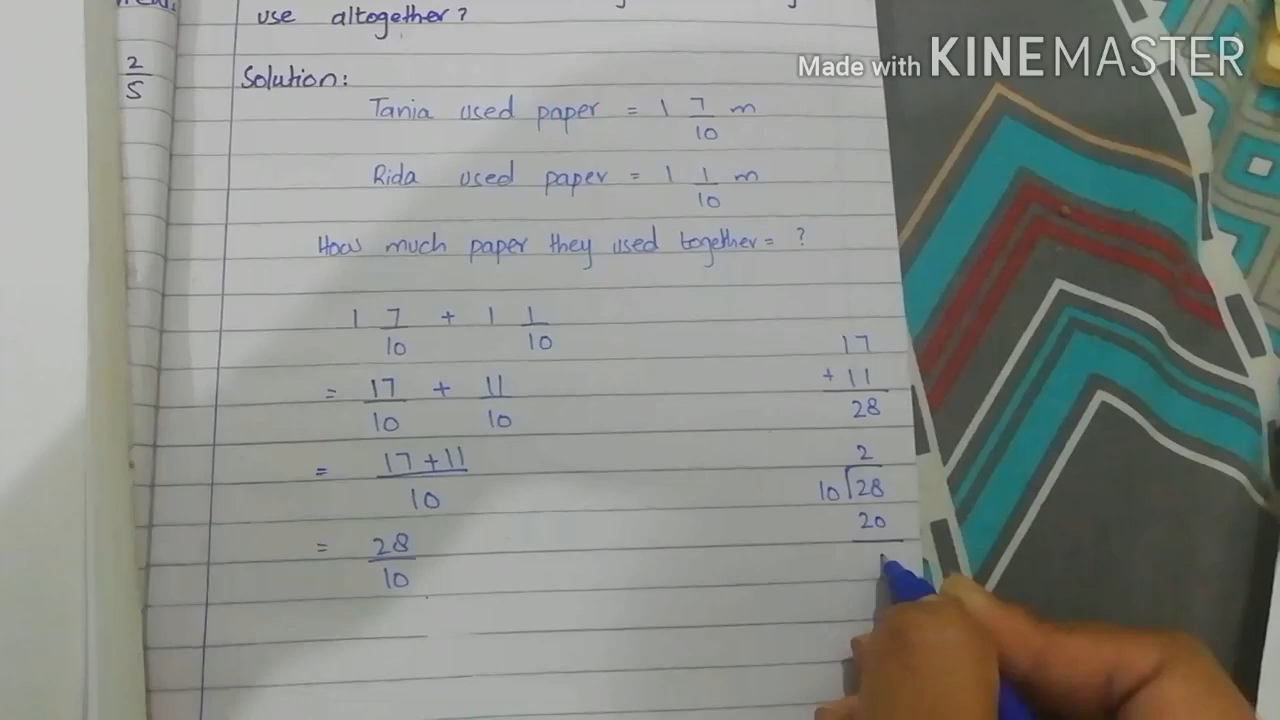 use altogether?
2/5
Solution:
Tania used paper = 1 7/10 m
Rida used paper = 1 1/10 m
How much paper they used together = ?
1 7/10 + 1 1/10
= 17/10 + 11/10
= 17+11/10
= 28/10
17
+ 11
28
2
10 28
20
Made with KINEMASTER